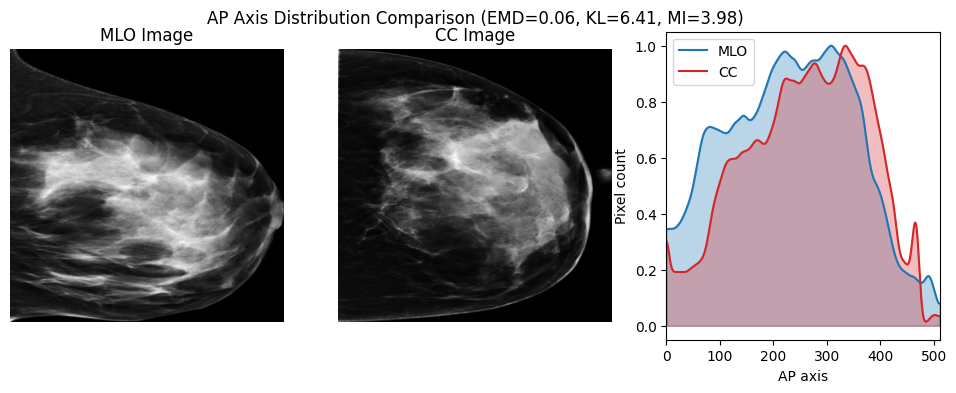 AP Axis Distribution Comparison (EMD=0.06, KL=6.41, MI=3.98)
MLO Image
CC Image
MLO
CC
Pixel count
1.0
0.8
0.6
0.4
0.2
0.0
0 100 200 300 400 500
AP axis